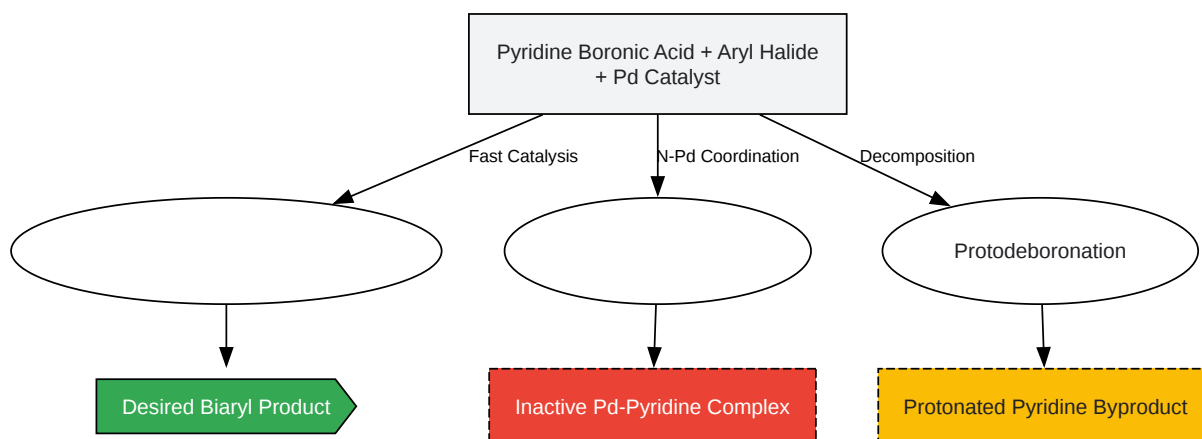 Pyridine Boronic Acid + Aryl Halide
+ Pd Catalyst
Fast Catalysis
N-Pd Coordination
Decomposition
Protodeboronation
Desired Biaryl Product
Inactive Pd-Pyridine Complex
Protonated Pyridine Byproduct